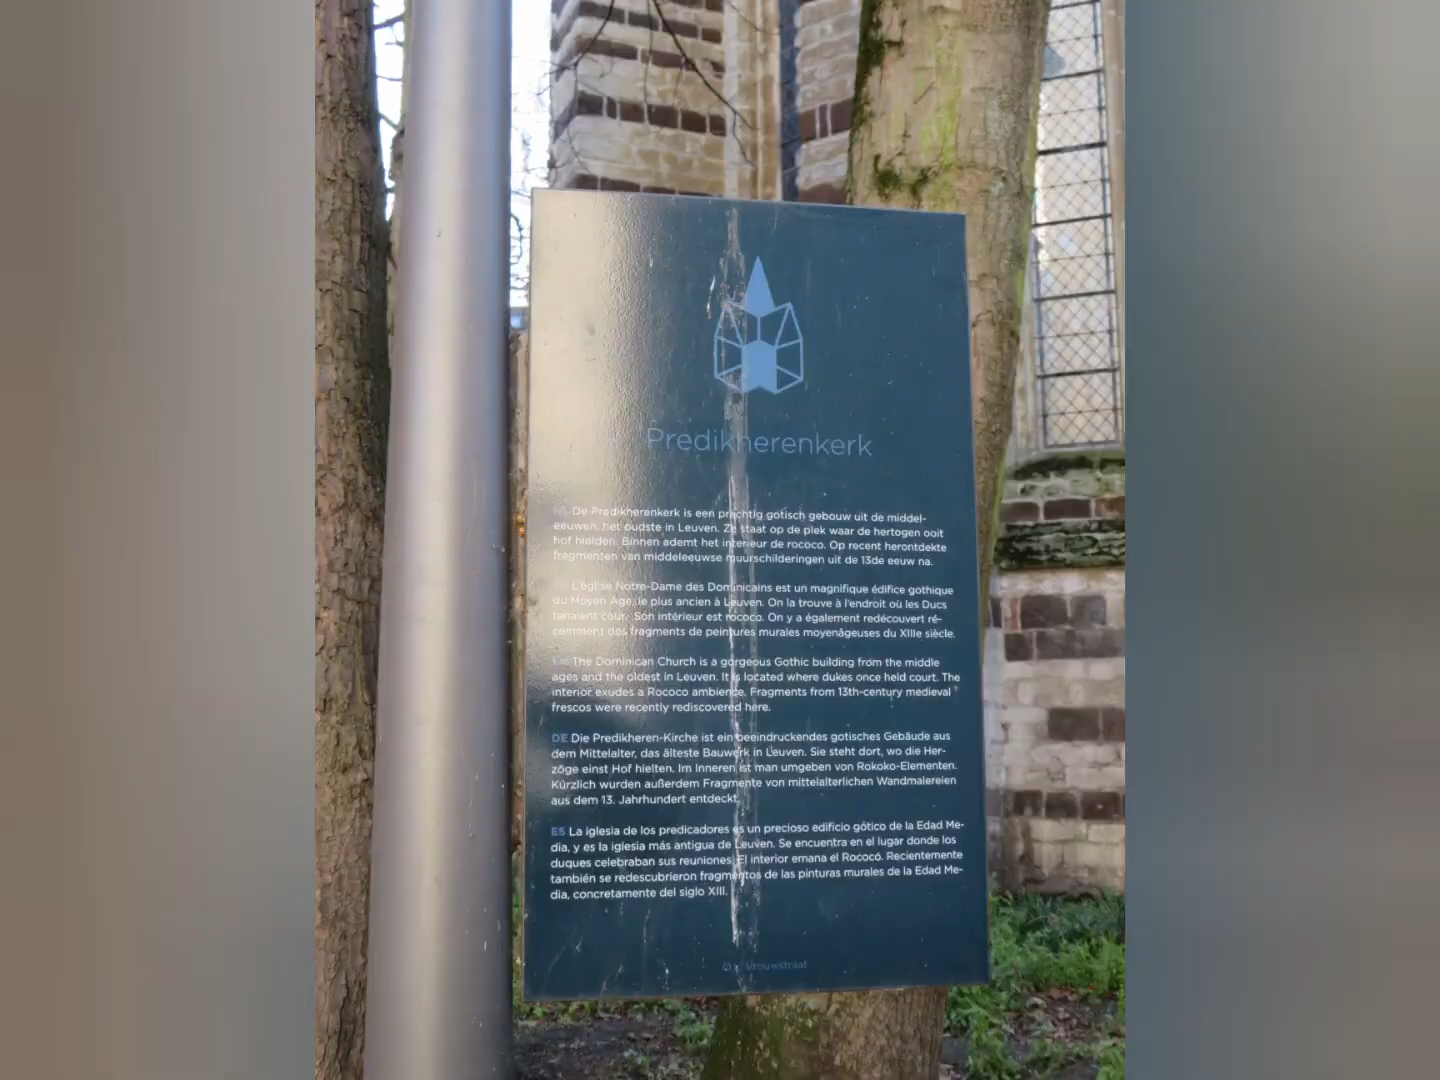 Predikherenkerk
NL De Predikherenkerk is een prachtig gotisch gebouw uit de middel-
eeuwen, het oudste in Leuven. Ze staat op de plek waar de hertogen ooit
hof hielden. Binnen ademt het interieur de rococo. Op recent herontdekte
fragmenten van middeleeuwse muurschilderingen uit de 13de eeuw na.
L'église Notre-Dame des Dominicains est un magnifique édifice gothique
du Moyen Âge, le plus ancien à Leuven. On la trouve à l'endroit où les Ducs
tenaient cour. Son intérieur est rococo. On y a également redécouvert ré-
comment des fragments de peintures murales moyenâgeuses du XIIIe siècle.
The Dominican Church is a gorgeous Gothic building from the middle
ages and the oldest in Leuven. It is located where dukes once held court. The
interior exudes a Rococo ambience. Fragments from 13th-century medieval
frescos were recently rediscovered here.
DE Die Predikheren-Kirche ist ein beeindruckendes gotisches Gebäude aus
dem Mittelalter, das älteste Bauwerk in Leuven. Sie steht dort, wo die Her-
zöge einst Hof hielten. Im Inneren ist man umgeben von Rokoko-Elementen.
Kürzlich wurden außerdem Fragmente von mittelalterlichen Wandmalereien
aus dem 13. Jahrhundert entdeckt.
ES La iglesia de los predicadores es un precioso edificio gótico de la Edad Me-
dia, y es la iglesia más antigua de Leuven. Se encuentra en el lugar donde los
duques celebraban sus reuniones. El interior emana el Rococó. Recientemente
también se redescubrieron fragmentos de las pinturas murales de la Edad Me-
dia, concretamente del siglo XIII.
Vrouwstraat